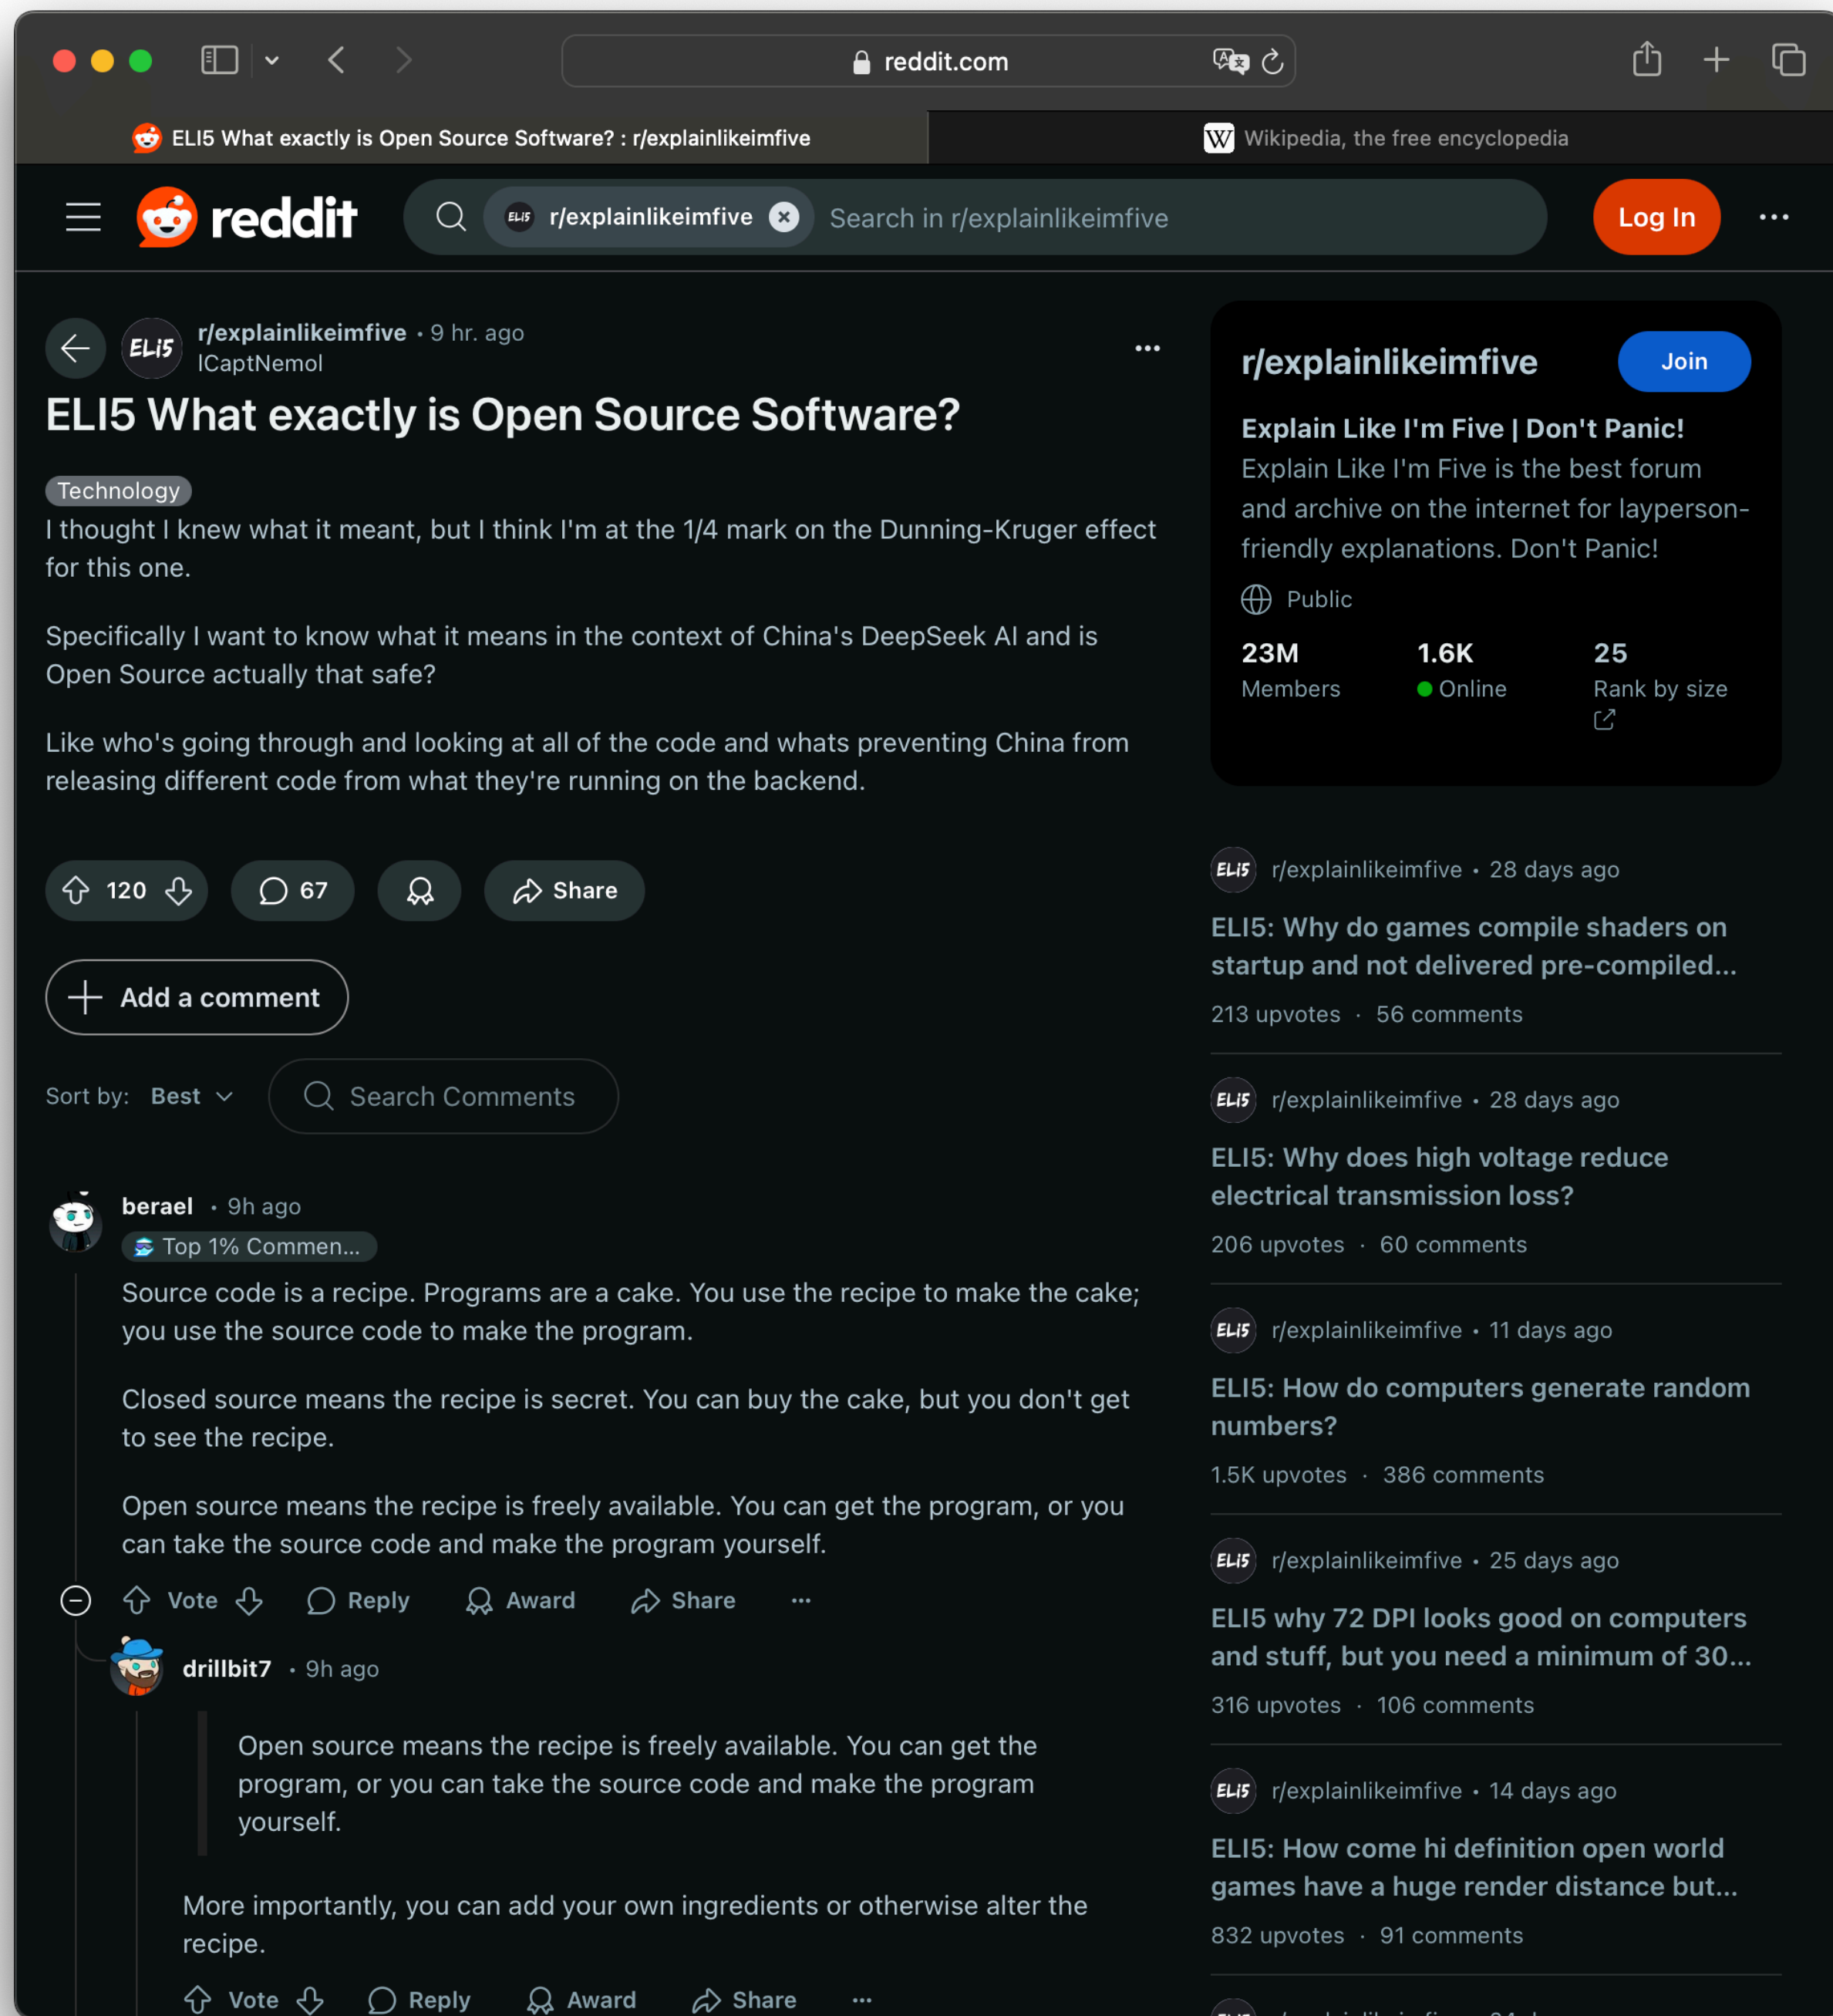 reddit.com
ELI5 What exactly is Open Source Software? : r/explainlikeimfive
W Wikipedia, the free encyclopedia
reddit
ELI5 r/explainlikeimfive
Search in r/explainlikeimfive
Log In
ELI5
r/explainlikeimfive • 9 hr. ago
lCaptNemol
ELI5 What exactly is Open Source Software?
Technology
I thought I knew what it meant, but I think I'm at the 1/4 mark on the Dunning-Kruger effect
for this one.
Specifically I want to know what it means in the context of China's DeepSeek AI and is
Open Source actually that safe?
Like who's going through and looking at all of the code and whats preventing China from
releasing different code from what they're running on the backend.
120
67
Share
Add a comment
Sort by: Best
Search Comments
berael • 9h ago
Top 1% Commen...
Source code is a recipe. Programs are a cake. You use the recipe to make the cake;
you use the source code to make the program.
Closed source means the recipe is secret. You can buy the cake, but you don't get
to see the recipe.
Open source means the recipe is freely available. You can get the program, or you
can take the source code and make the program yourself.
Vote Reply Award Share ...
drillbit7 • 9h ago
Open source means the recipe is freely available. You can get the
program, or you can take the source code and make the program
yourself.
More importantly, you can add your own ingredients or otherwise alter the
recipe.
Vote Reply Award Share ...
r/explainlikeimfive
Join
Explain Like I'm Five | Don't Panic!
Explain Like I'm Five is the best forum
and archive on the internet for layperson-
friendly explanations. Don't Panic!
Public
23M 1.6K 25
Members Online Rank by size
ELI5 r/explainlikeimfive • 28 days ago
ELI5: Why do games compile shaders on
startup and not delivered pre-compiled...
213 upvotes · 56 comments
ELI5 r/explainlikeimfive • 28 days ago
ELI5: Why does high voltage reduce
electrical transmission loss?
206 upvotes · 60 comments
ELI5 r/explainlikeimfive • 11 days ago
ELI5: How do computers generate random
numbers?
1.5K upvotes · 386 comments
ELI5 r/explainlikeimfive • 25 days ago
ELI5 why 72 DPI looks good on computers
and stuff, but you need a minimum of 30...
316 upvotes · 106 comments
ELI5 r/explainlikeimfive • 14 days ago
ELI5: How come hi definition open world
games have a huge render distance but...
832 upvotes · 91 comments